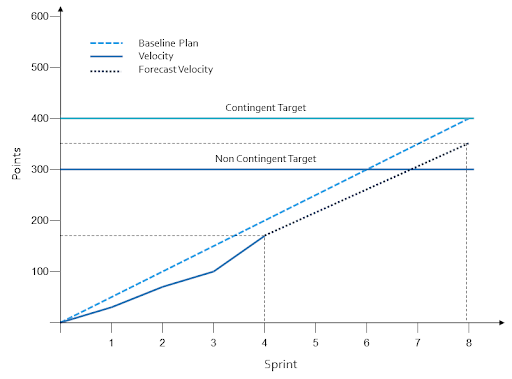 600
500
400
300
200
100
Points
Baseline Plan
Velocity
Forecast Velocity
Contingent Target
Non Contingent Target
1 2 3 4 5 6 7 8
Sprint